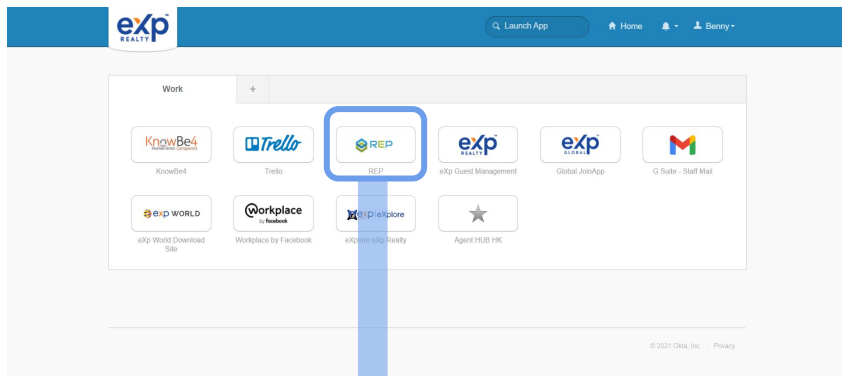 eXp
REALTY
Launch App
Home
Benny
Work
+
KnowBe4
Human error. Conquered.
Trello
REP
eXp
REALTY
eXp
GLOBAL
KnowBe4
Trello
REP
eXp Guest Management
Global JoinApp
G Suite - Staff Mail
eXp WORLD
Workplace
by facebook
exp|eXplore
eXp World Download
Site
Workplace by Facebook
eXplore eXp Realty
Agent HUB HK
© 2021 Okta, Inc.
Privacy